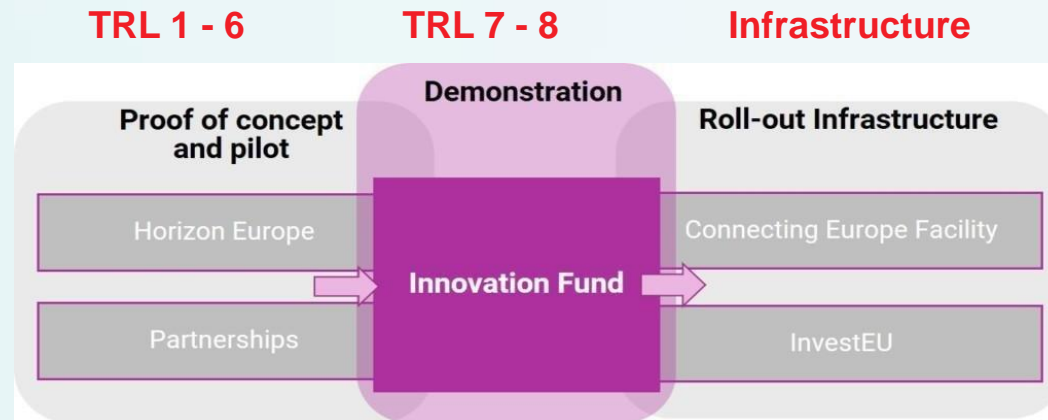 TRL 1 - 6
TRL 7 - 8
Infrastructure
Proof of concept
and pilot
Demonstration
Roll-out Infrastructure
Horizon Europe
Partnerships
Innovation Fund
Connecting Europe Facility
InvestEU